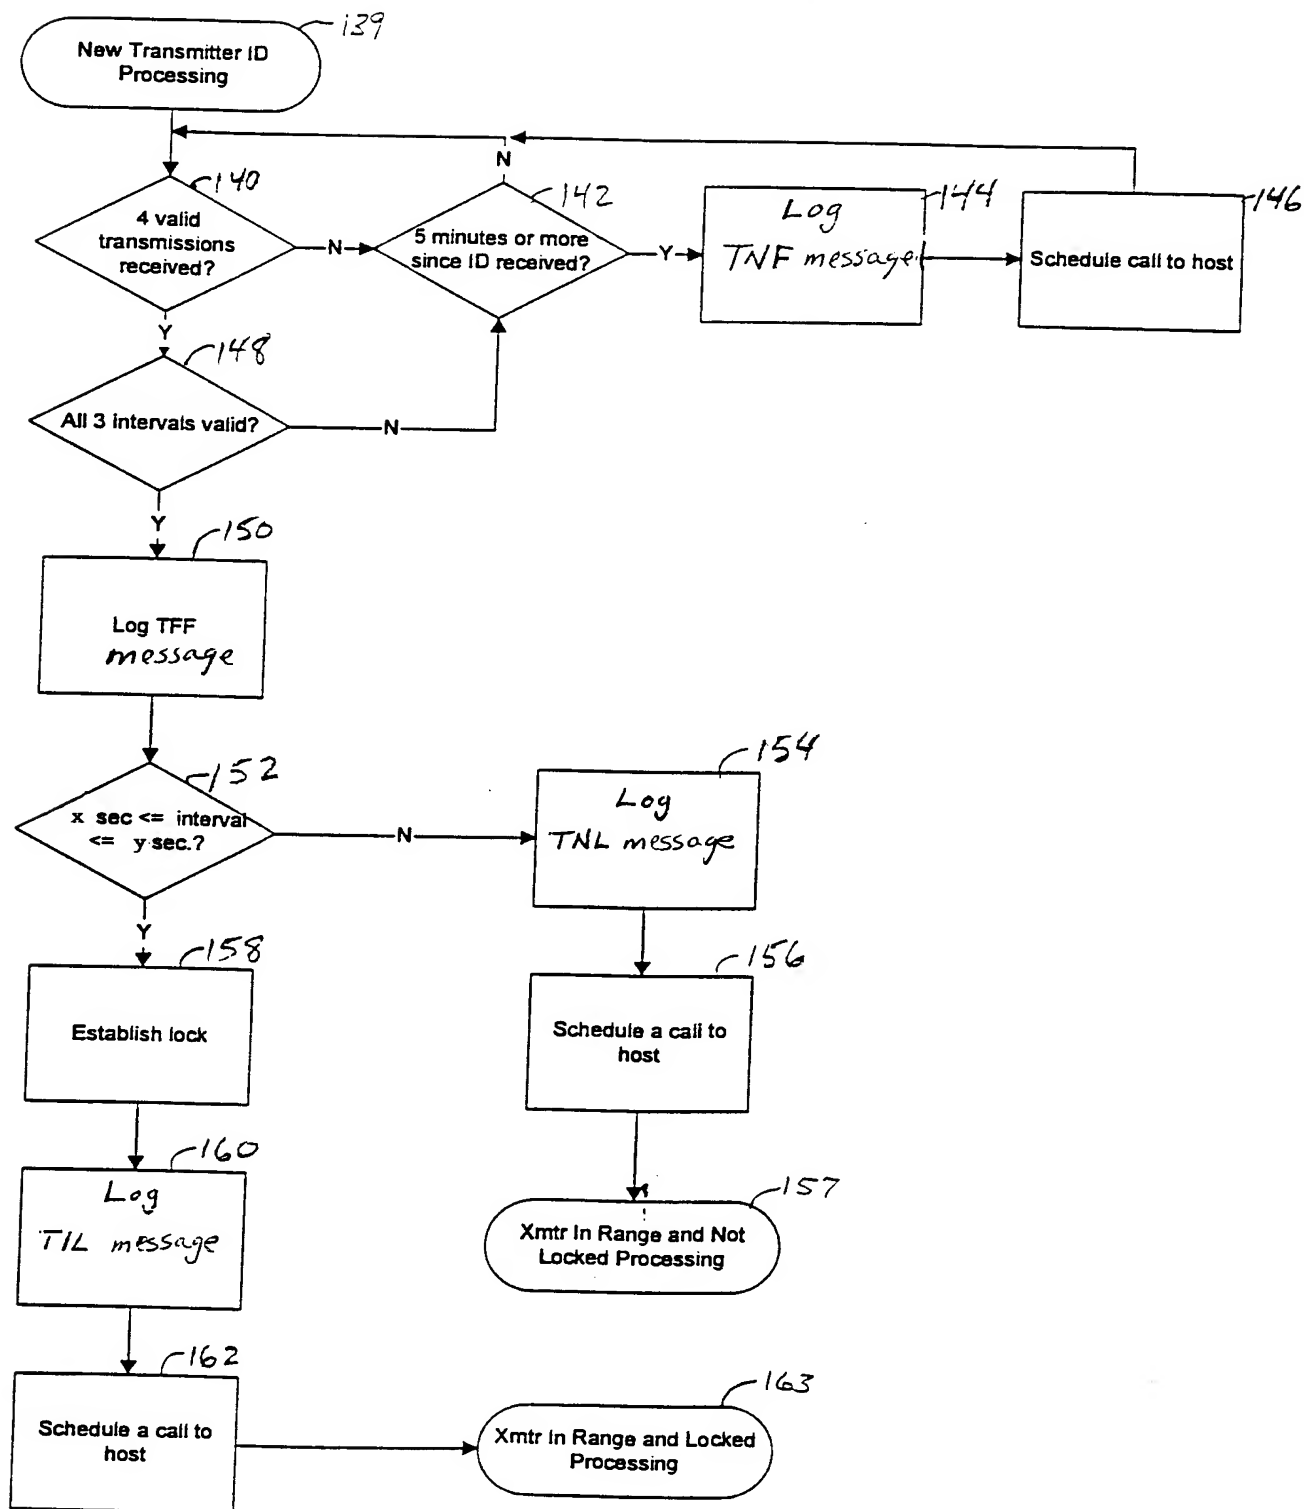 139
New Transmitter ID
Processing
N
140
4 valid
transmissions
received?
N
142
5 minutes or more
since ID received?
Y
144
Log
TNF message
146
Schedule call to host
Y
148
All 3 intervals valid?
N
Y
150
Log TFF
message
152
x sec <= interval
<= y sec.?
N
154
Log
TNL message
Y
158
Establish lock
156
Schedule a call to
host
160
Log
TIL message
157
Xmtr In Range and Not
Locked Processing
162
Schedule a call to
host
163
Xmtr In Range and Locked
Processing